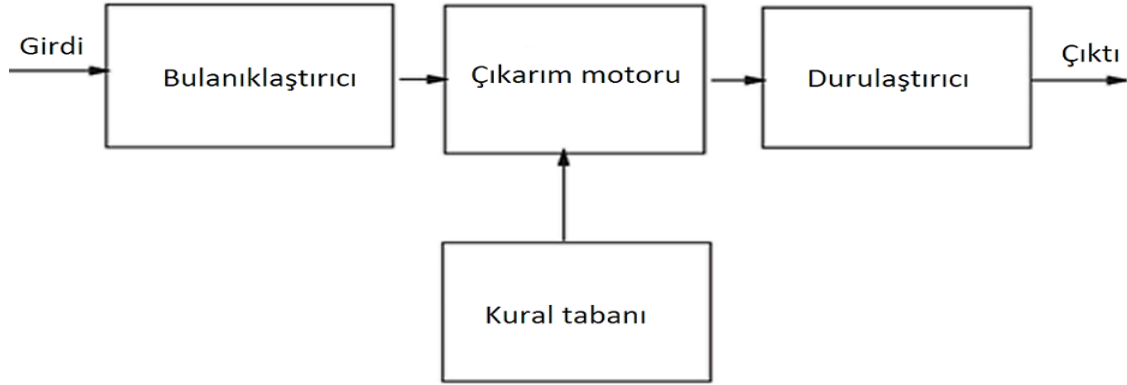 Girdi
Bulanıklaştırıcı
Çıkarım motoru
Durulaştırıcı
Çıktı
Kural tabanı